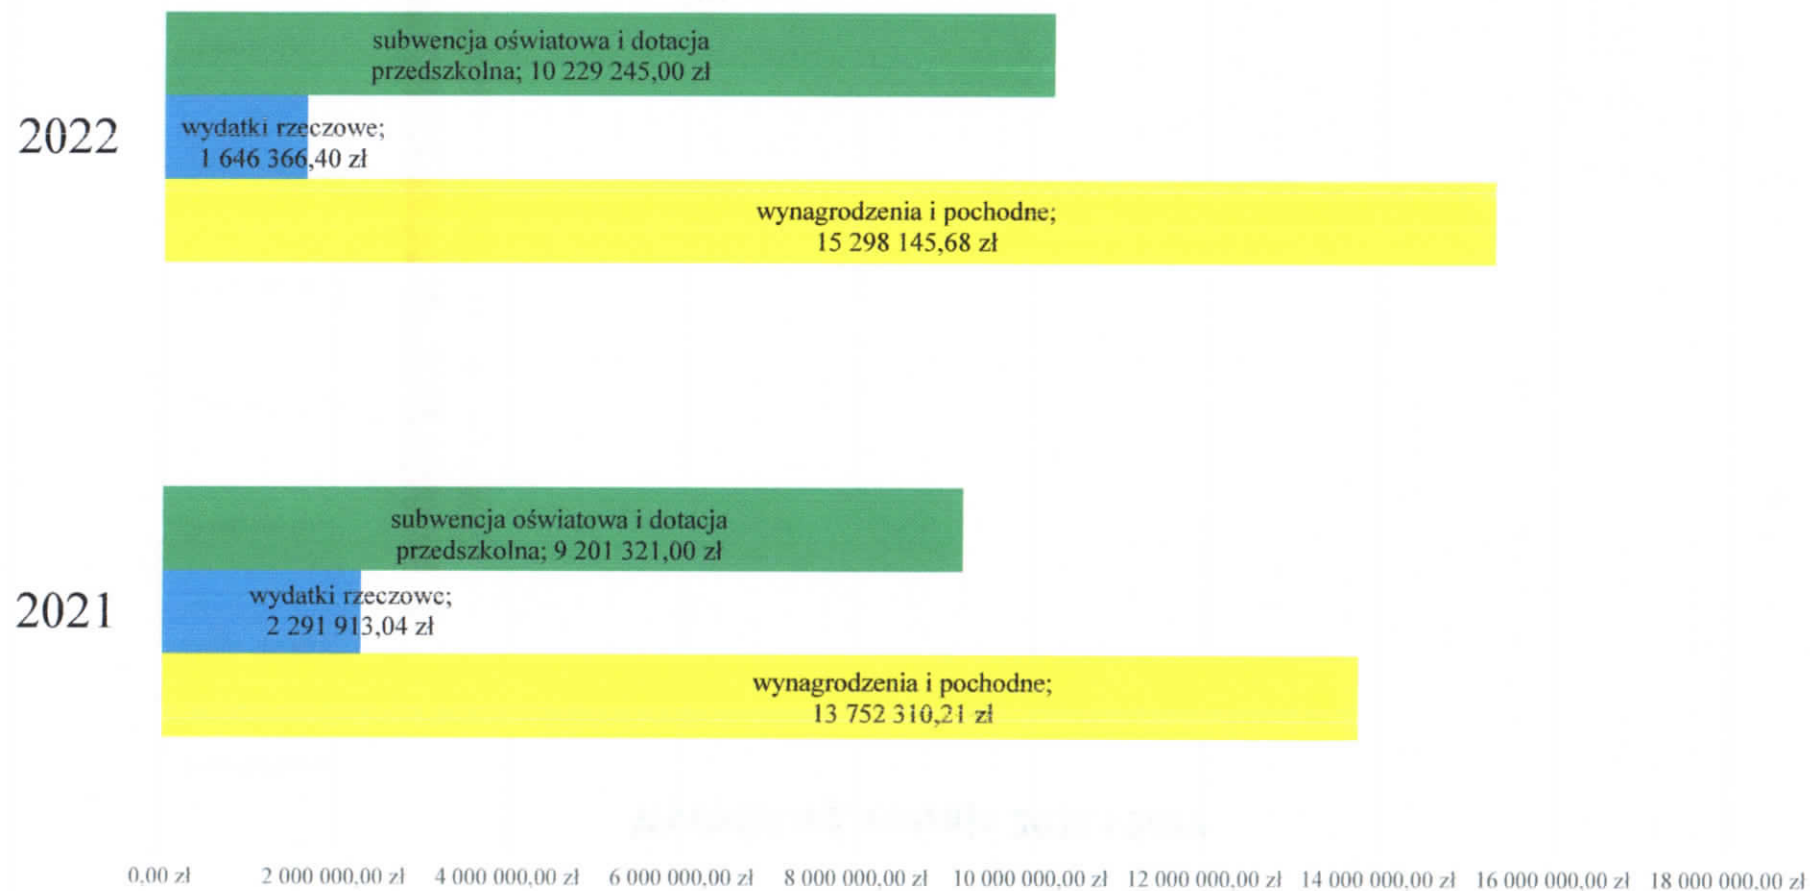 subwencja oświatowa i dotacja
przedszkolna; 10 229 245,00 zł
2022
wydatki rzeczowe;
1 646 366,40 zł
wynagrodzenia i pochodne;
15 298 145,68 zł
subwencja oświatowa i dotacja
przedszkolna; 9 201 321,00 zł
2021
wydatki rzeczowe;
2 291 913,04 zł
wynagrodzenia i pochodne;
13 752 310,21 zł
0,00 zł 2 000 000,00 zł 4 000 000,00 zł 6 000 000,00 zł 8 000 000,00 zł 10 000 000,00 zł 12 000 000,00 zł 14 000 000,00 zł 16 000 000,00 zł 18 000 000,00 zł